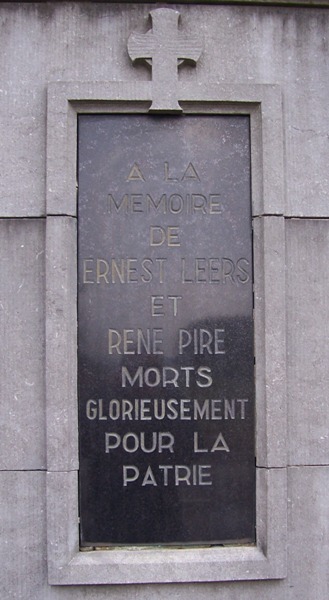 A LA
MEMOIRE
DE
ERNEST LEERS
ET
RENE PIRE
MORTS
GLORIEUSEMENT
POUR LA
PATRIE